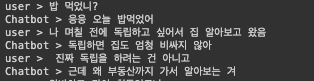 user > 밥 먹었니?
Chatbot > 응응 오늘 밥먹었어
user > 나 며칠 전에 독립하고 싶어서 집 알아보고 왔음
Chatbot > 독립하면 집도 엄청 비싸지 않아
user >  진짜 독립을 하려는 건 아니고
Chatbot > 근데 왜 부동산까지 가서 알아보는 겨